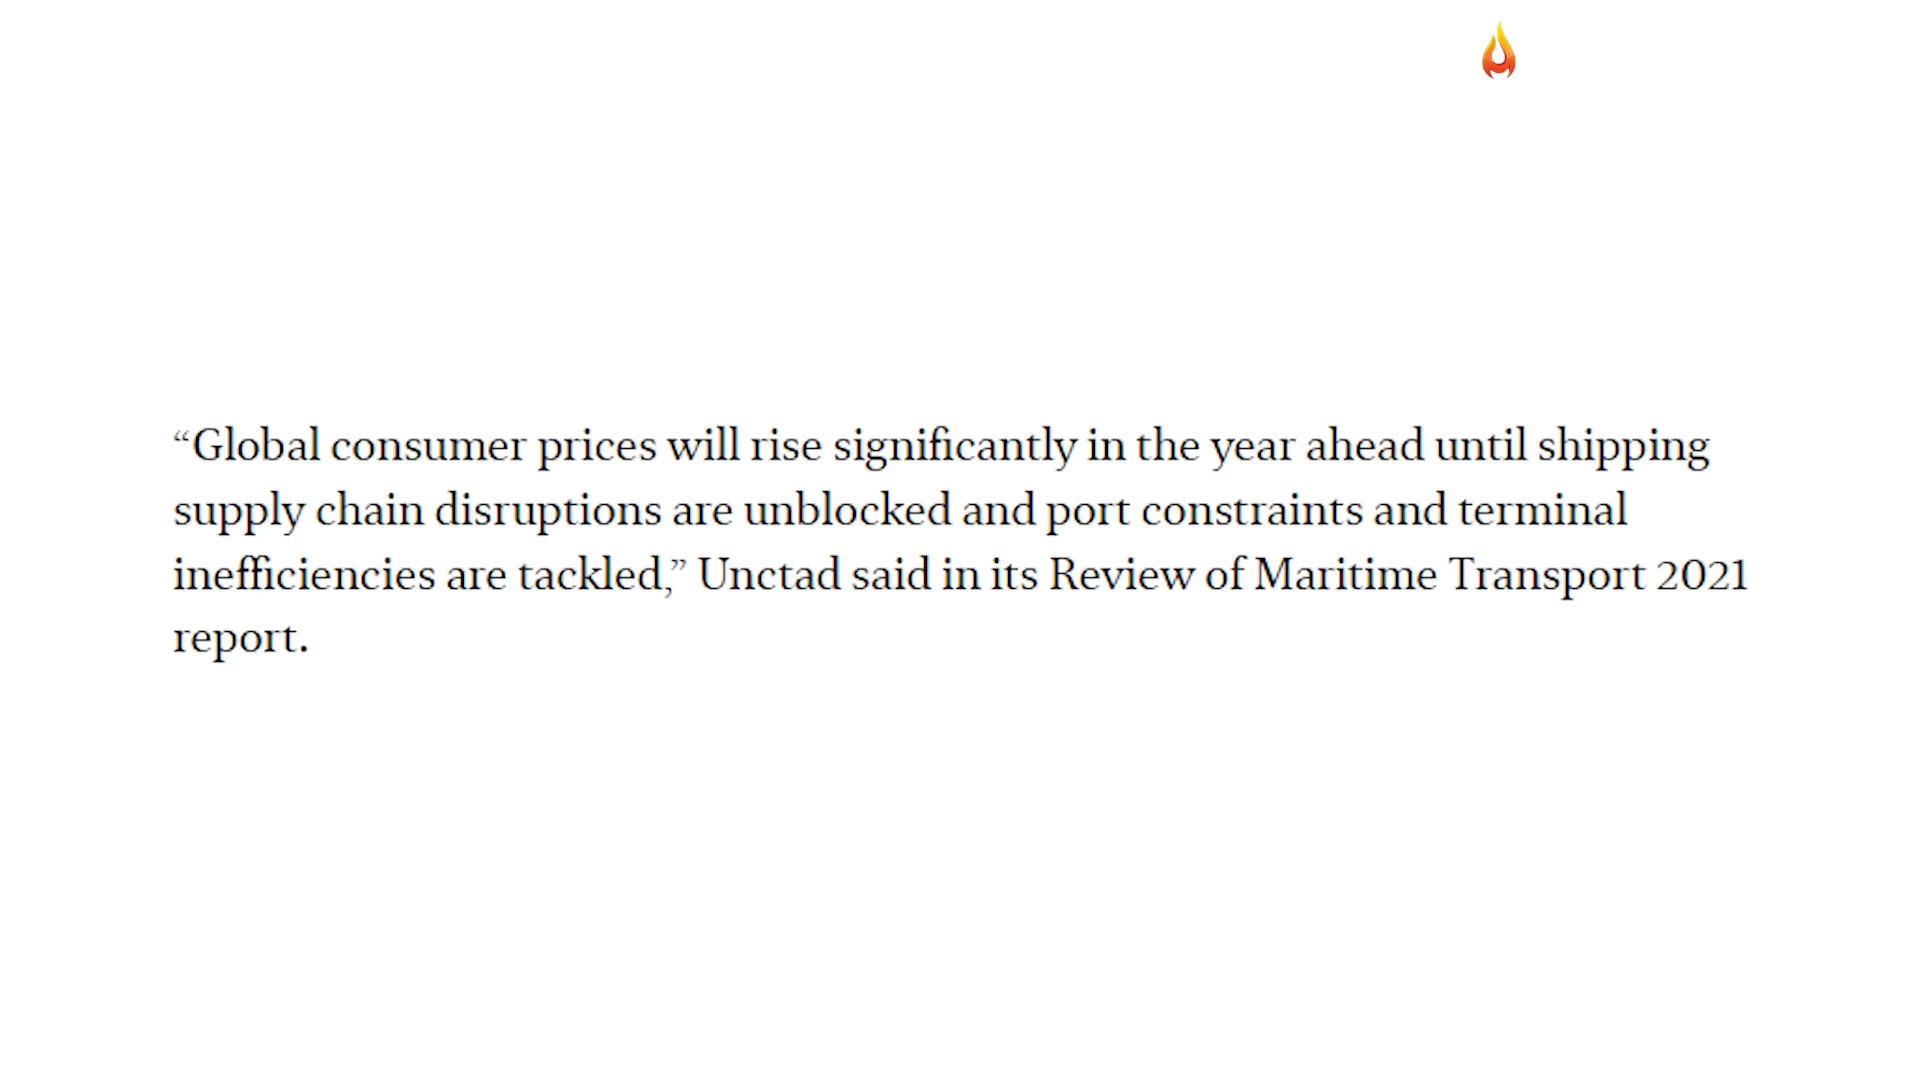 “Global consumer prices will rise significantly in the year ahead until shipping
supply chain disruptions are unblocked and port constraints and terminal
inefficiencies are tackled,” Unctad said in its Review of Maritime Transport 2021
report.